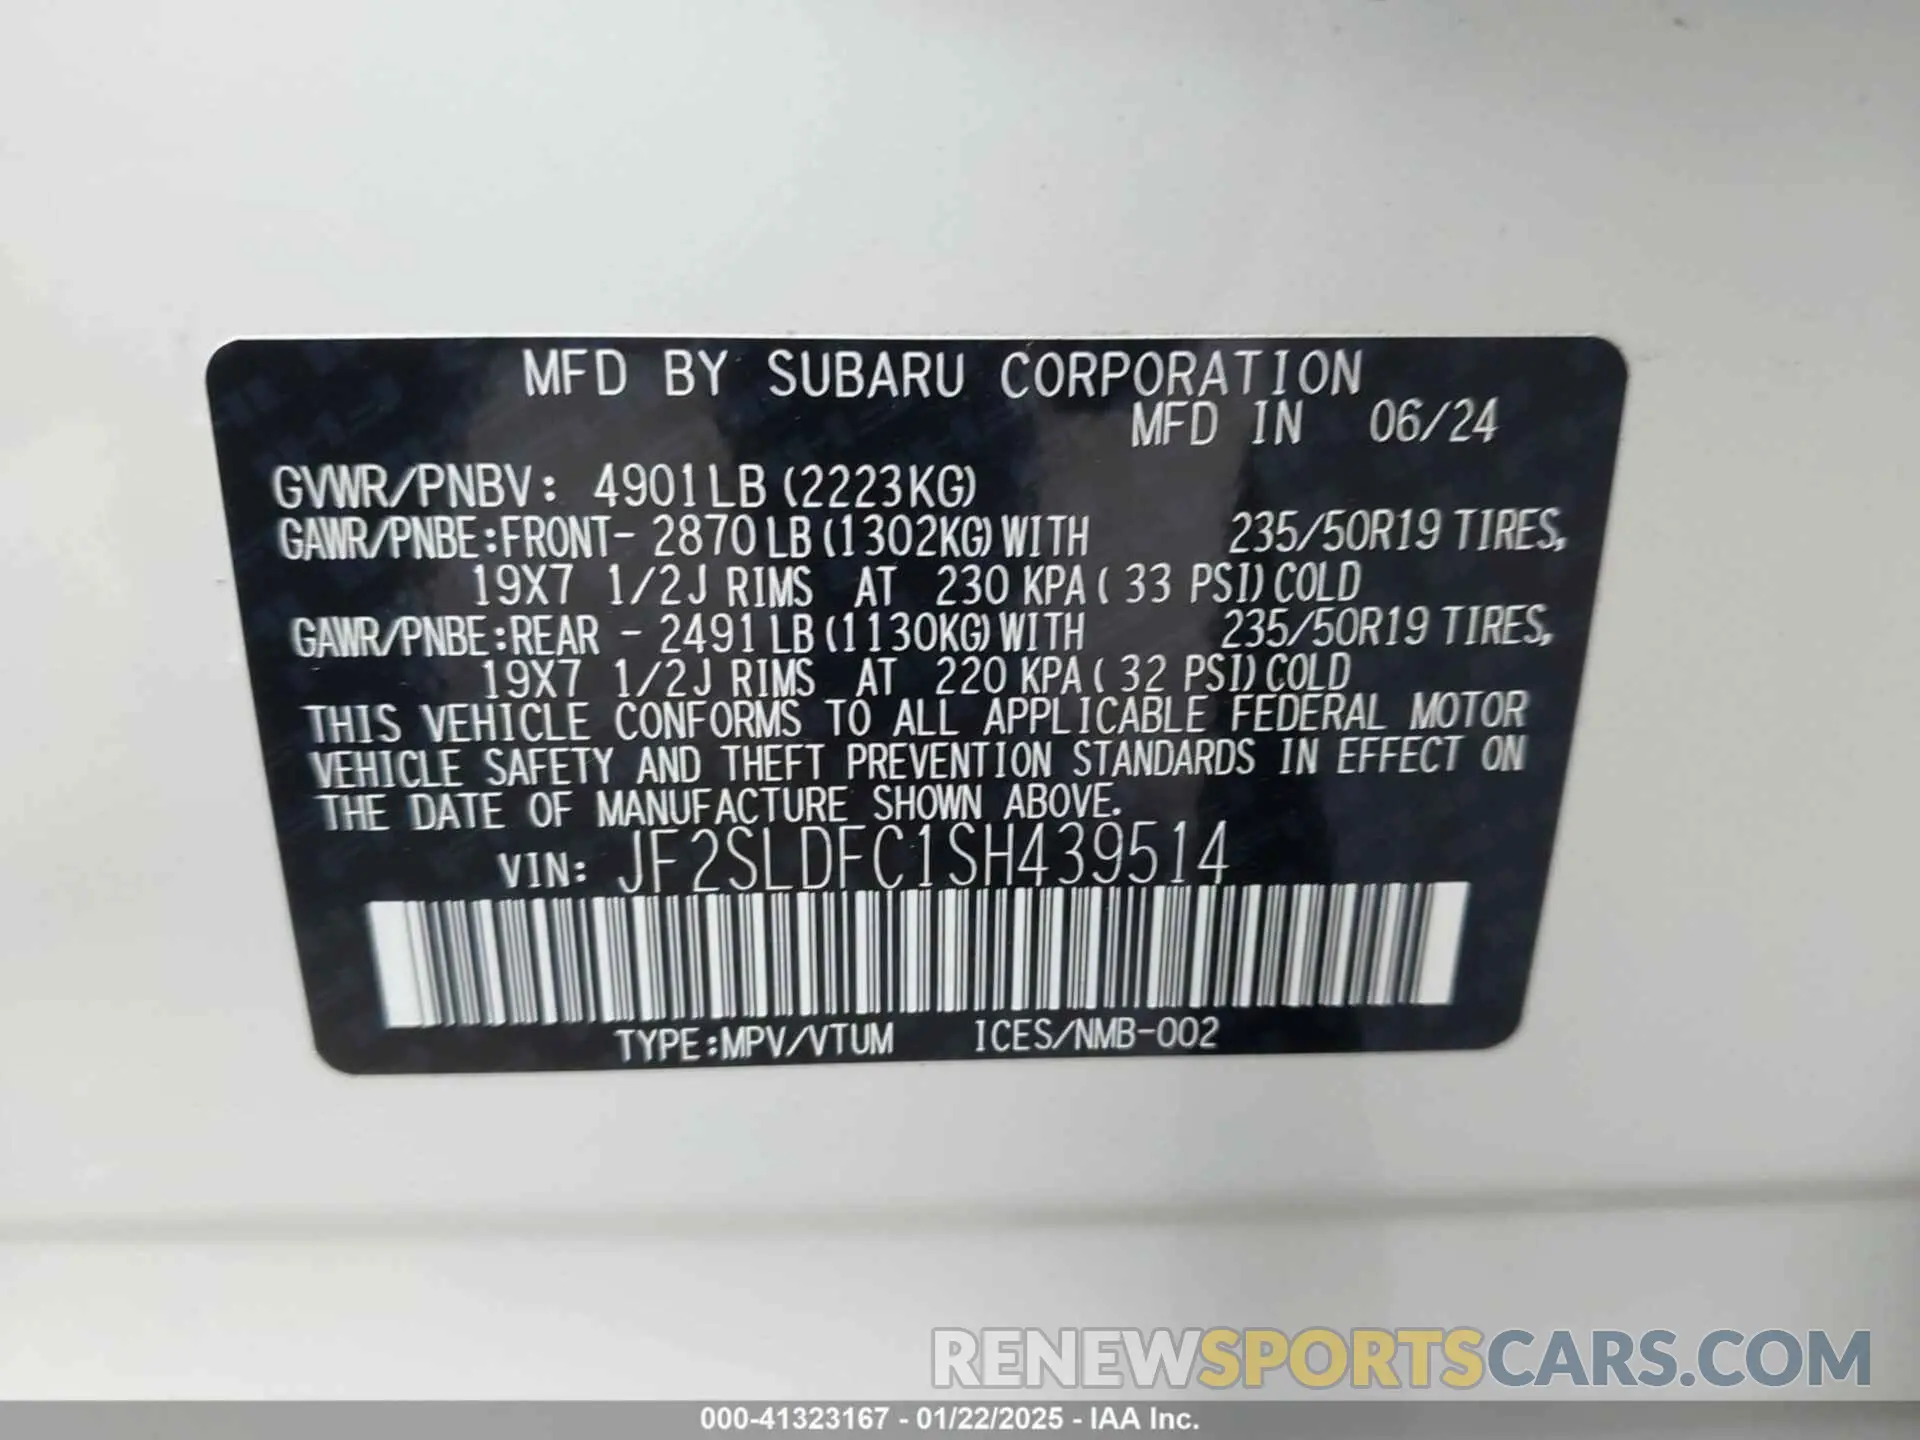 MFD BY SUBARU CORPORATION
MFD IN 06/24
GVWR/PNBV: 4901LB (2223KG)
GAWR/PNBE:FRONT- 2870LB (1302KG) WITH 235/50R19 TIRES,
19X7 1/2J RIMS AT 230 KPA ( 33 PSI) COLD
GAWR/PNBE:REAR - 2491LB (1130KG) WITH 235/50R19 TIRES,
19X7 1/2J RIMS AT 220 KPA ( 32 PSI) COLD
THIS VEHICLE CONFORMS TO ALL APPLICABLE FEDERAL MOTOR
VEHICLE SAFETY AND THEFT PREVENTION STANDARDS IN EFFECT ON
THE DATE OF MANUFACTURE SHOWN ABOVE.
VIN: JF2SLDFC1SH439514
TYPE:MPV/VTUM ICES/NMB-002
RENEWSPORTSCARS.COM
000-41323167 - 01/22/2025 - IAA Inc.